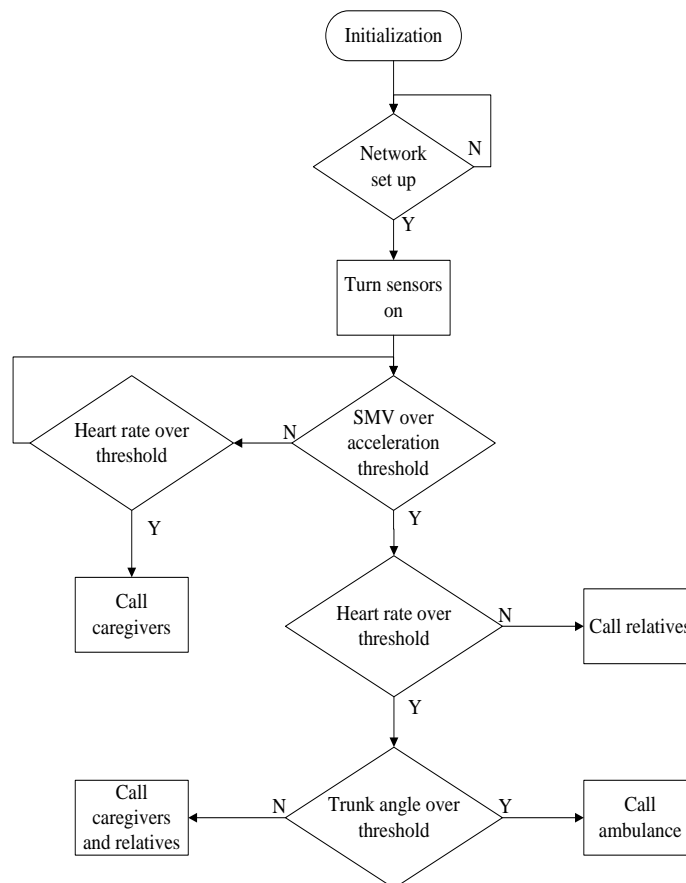 Initialization
N
Network
set up
Y
Turn sensors
on
Heart rate over
threshold
N
SMV over
acceleration
threshold
Y
Y
Call
caregivers
Heart rate over
threshold
N
Call relatives
Y
Call
caregivers
and relatives
N
Trunk angle over
threshold
Y
Call
ambulance